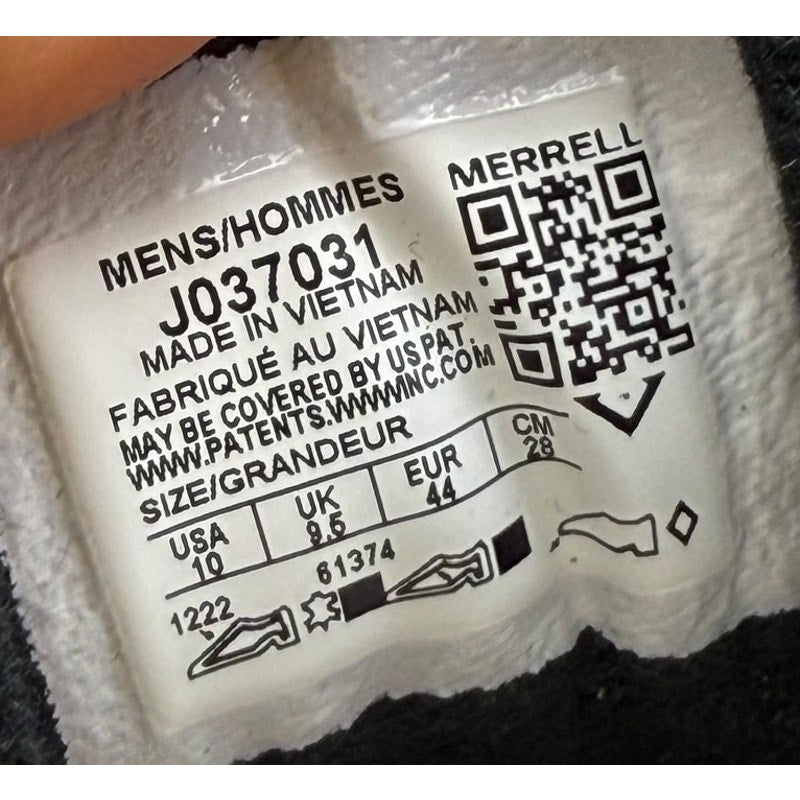 MERRELL
MENS/HOMMES
J037031
MADE IN VIETNAM
FABRIQUÉ AU VIETNAM
MAY BE COVERED BY US PAT.
WWW.PATENTS.WWWINC.COM
SIZE/GRANDEUR
USA UK EUR CM
10 9.5 44 28
1222 61374